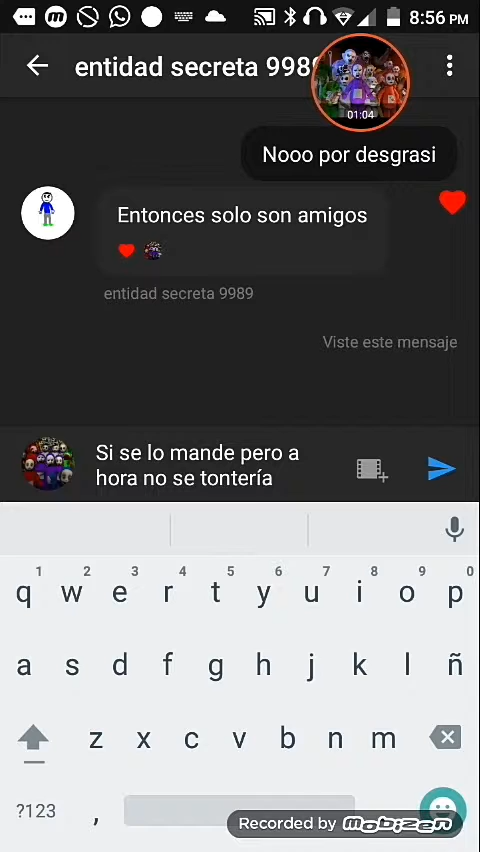 8:56 PM
entidad secreta 998
01:04
Nooo por desgrasi
Entonces solo son amigos
entidad secreta 9989
Viste este mensaje
Si se lo mande pero a
hora no se tontería
1 2 3 4 5 6 7 8 9 0
q w e r t y u i o p
a s d f g h j k l ñ
z x c v b n m
?123 ,
Recorded by mobizen